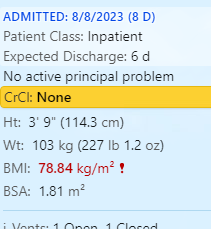 ADMITTED: 8/8/2023 (8 D)
Patient Class: Inpatient
Expected Discharge: 6 d
No active principal problem
CrCl: None
Ht: 3' 9" (114.3 cm)
Wt: 103 kg (227 lb 1.2 oz)
BMI: 78.84 kg/m² !
BSA: 1.81 m²
Vents: 1 Open, 1 Closed